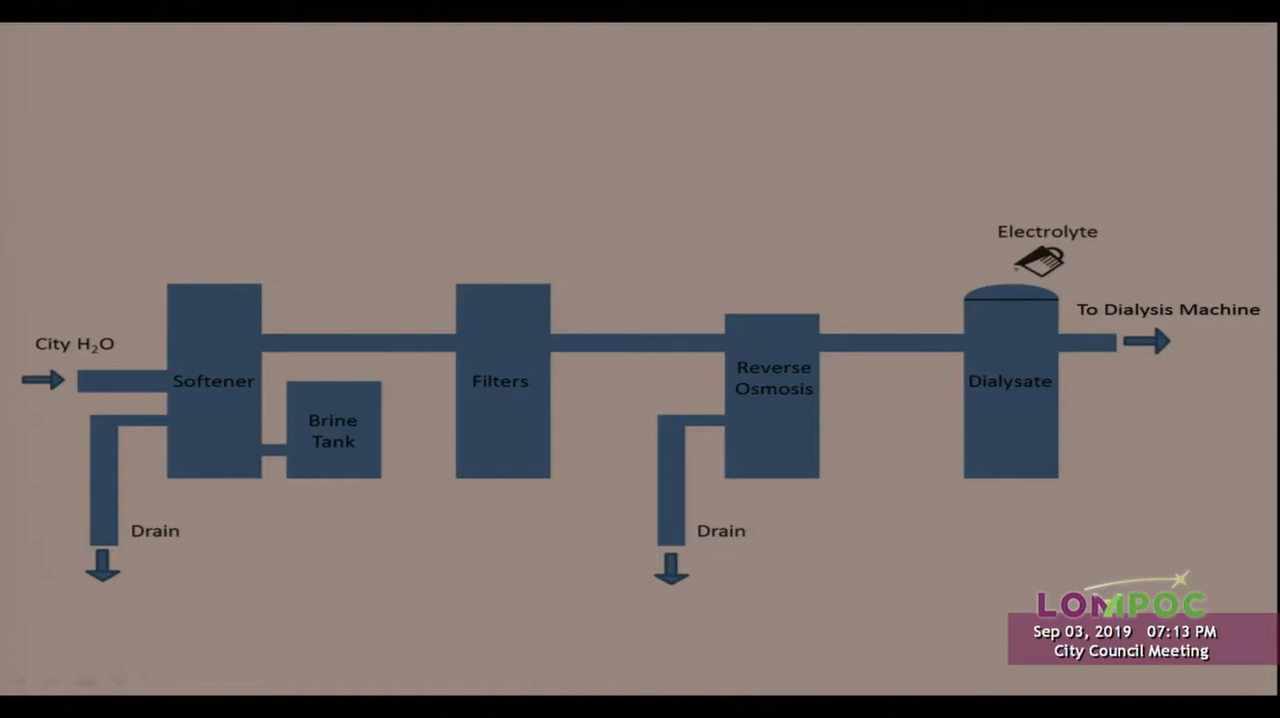 Electrolyte
To Dialysis Machine
City H₂O
Softener
Filters
Reverse
Osmosis
Dialysate
Brine
Tank
Drain
Drain
LOMPOC
Sep 03, 2019 07:13 PM
City Council Meeting